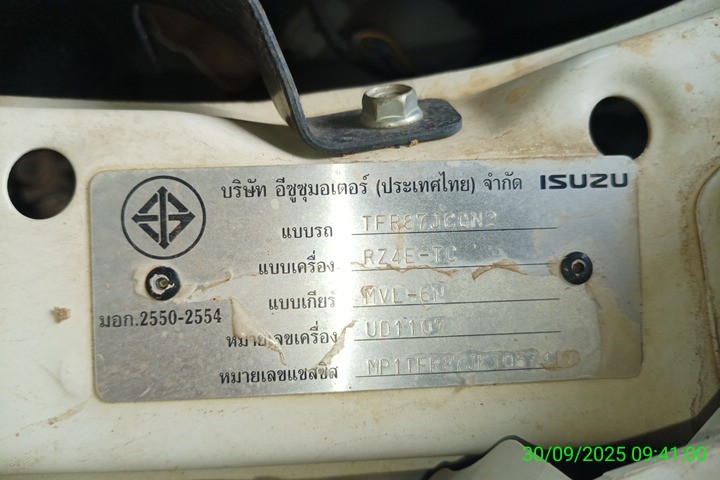 บริษัท อีซูซุมอเตอร์ (ประเทศไทย) จำกัด ISUZU
แบบรถ TFR87JCQN2
แบบเครื่อง RZ4E-TC
แบบเกียร์
หมายเลขเครื่อง
มอก.2550-2554
หมายเลขแชสซีส์
30/09/2025 09:41:00